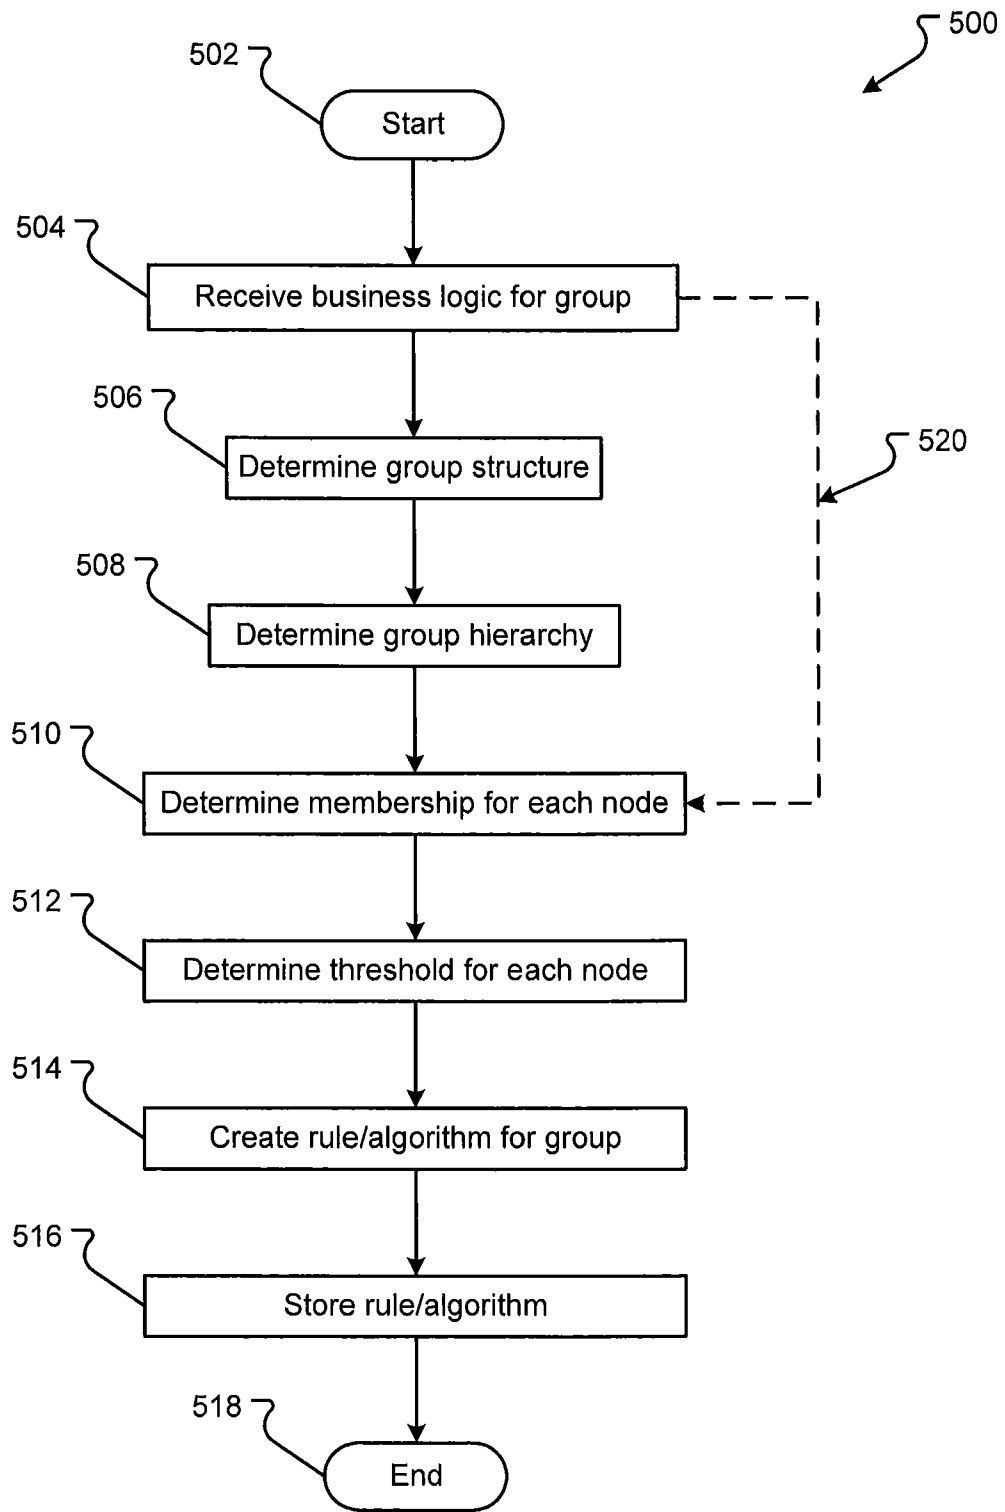 500
502
Start
504
Receive business logic for group
506
Determine group structure
520
508
Determine group hierarchy
510
Determine membership for each node
512
Determine threshold for each node
514
Create rule/algorithm for group
516
Store rule/algorithm
518
End